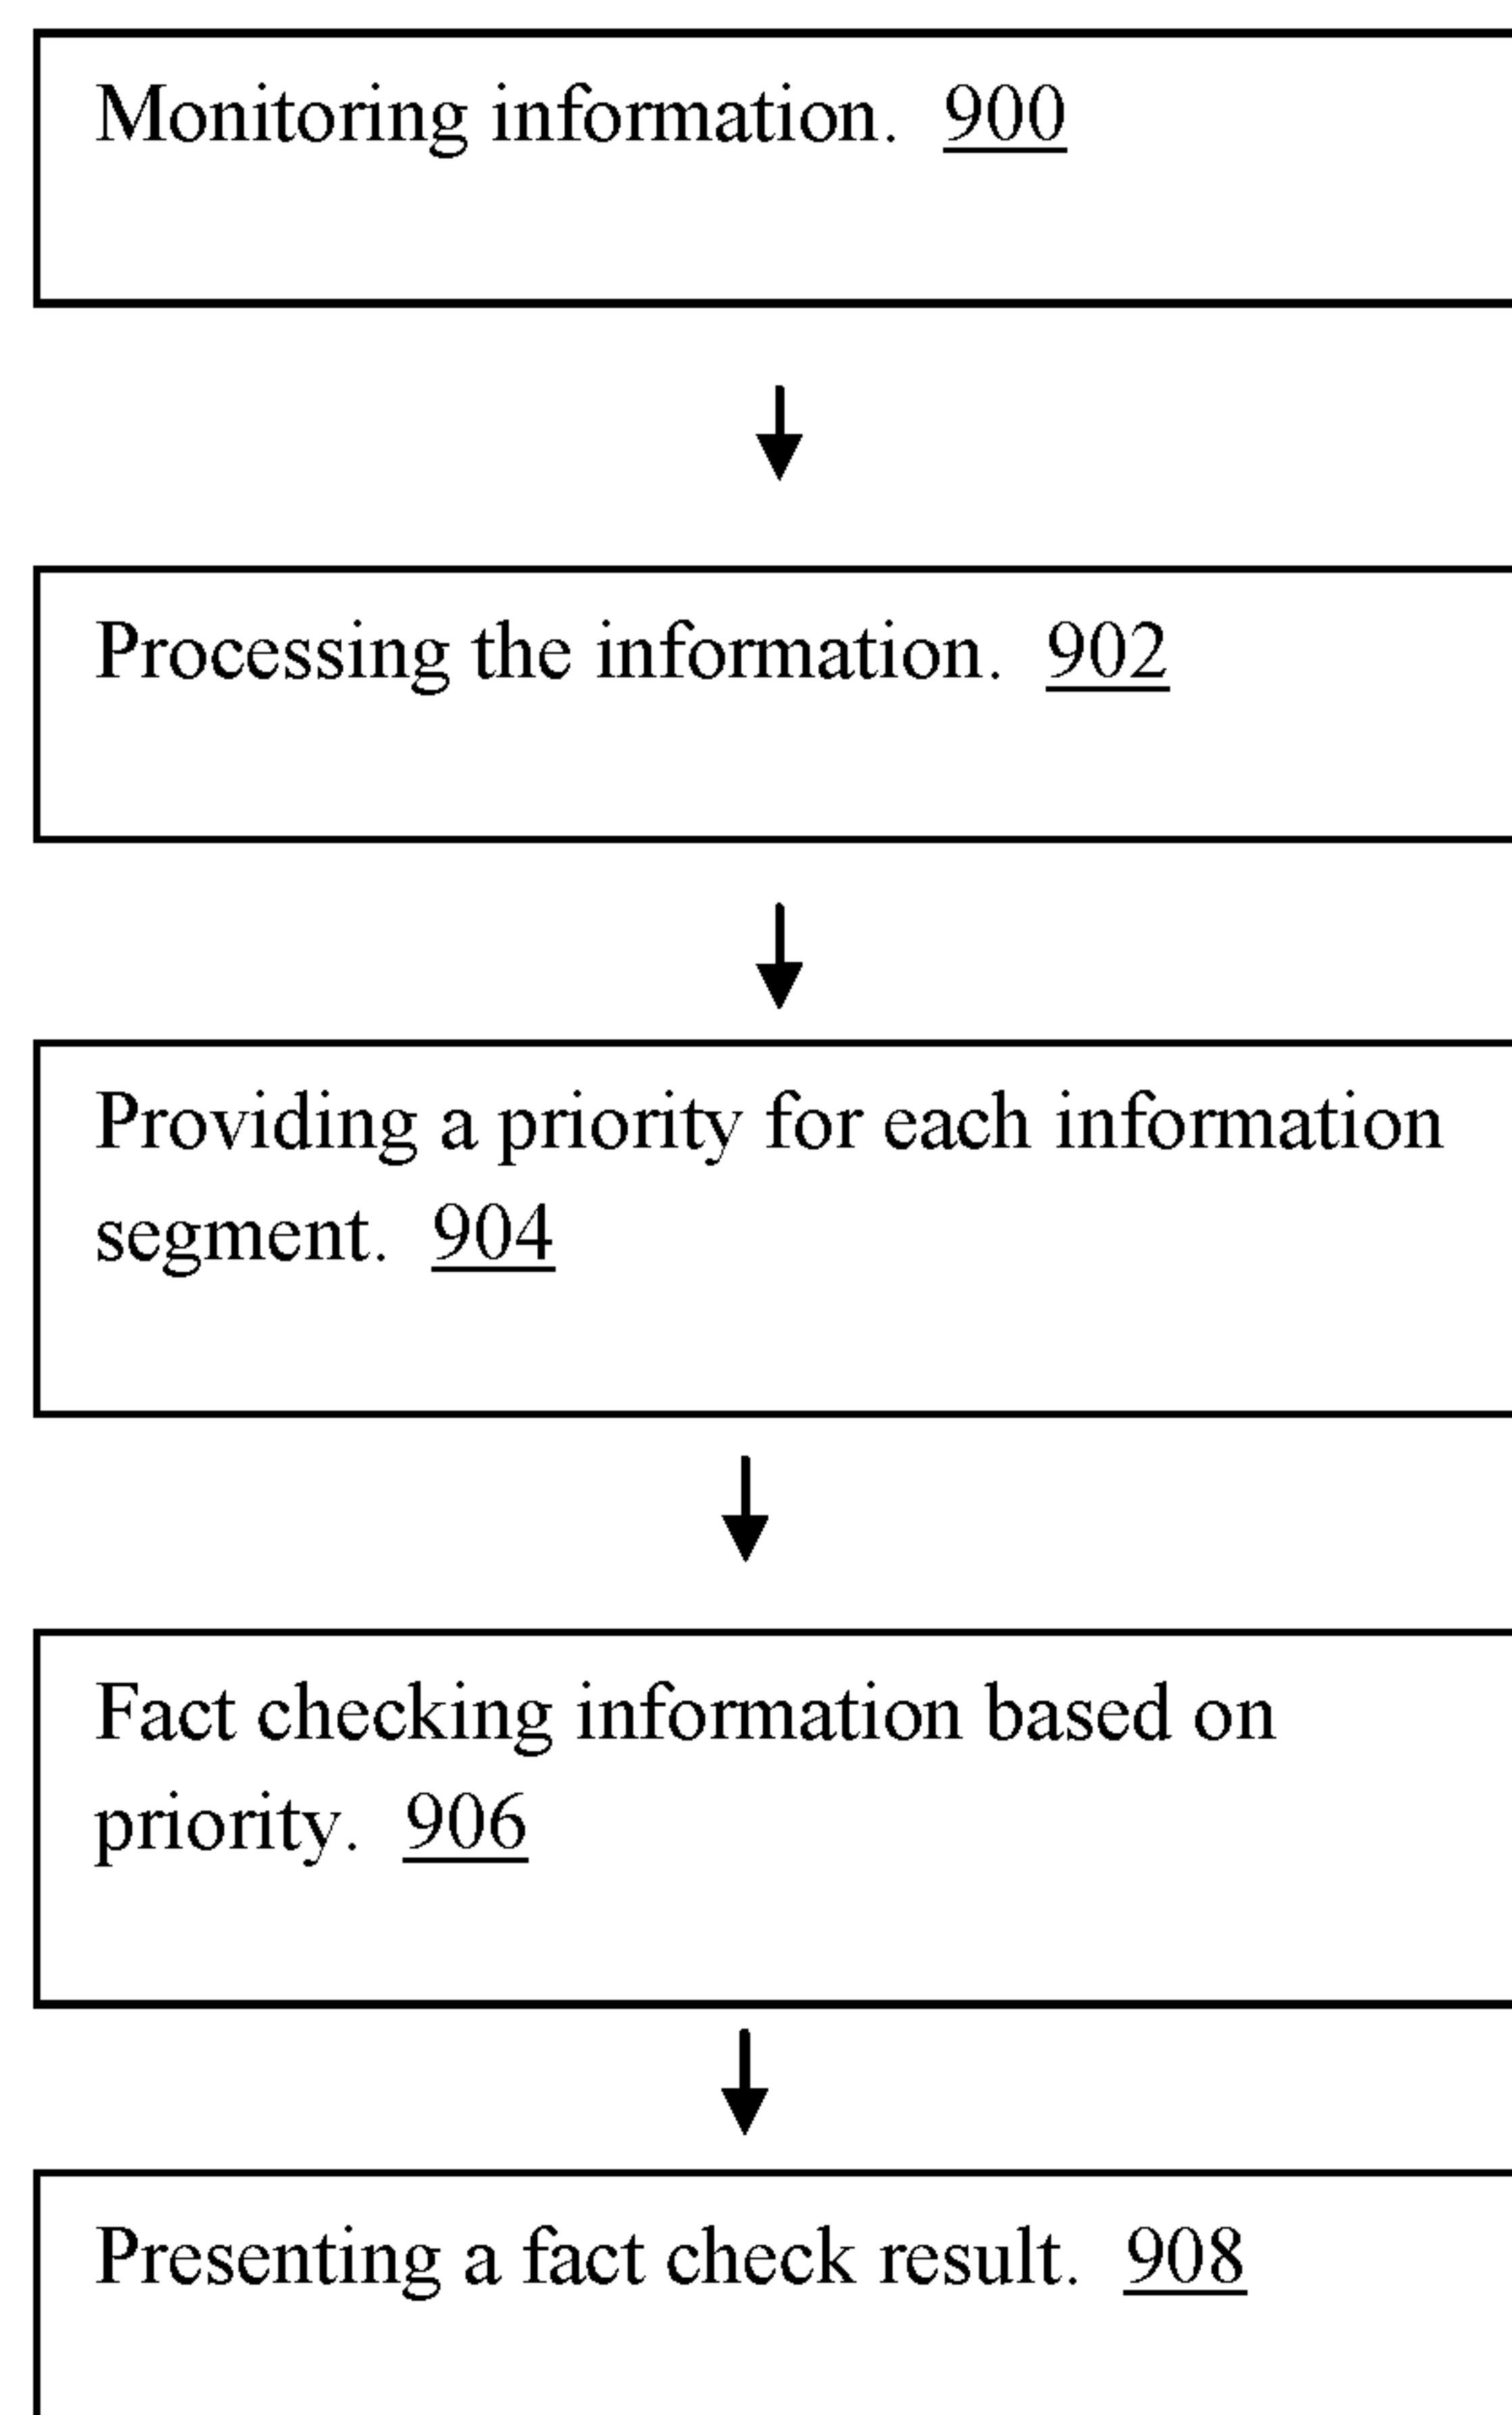 Monitoring information. 900
Processing the information. 902
Providing a priority for each information
segment. 904
Fact checking information based on
priority. 906
Presenting a fact check result. 908